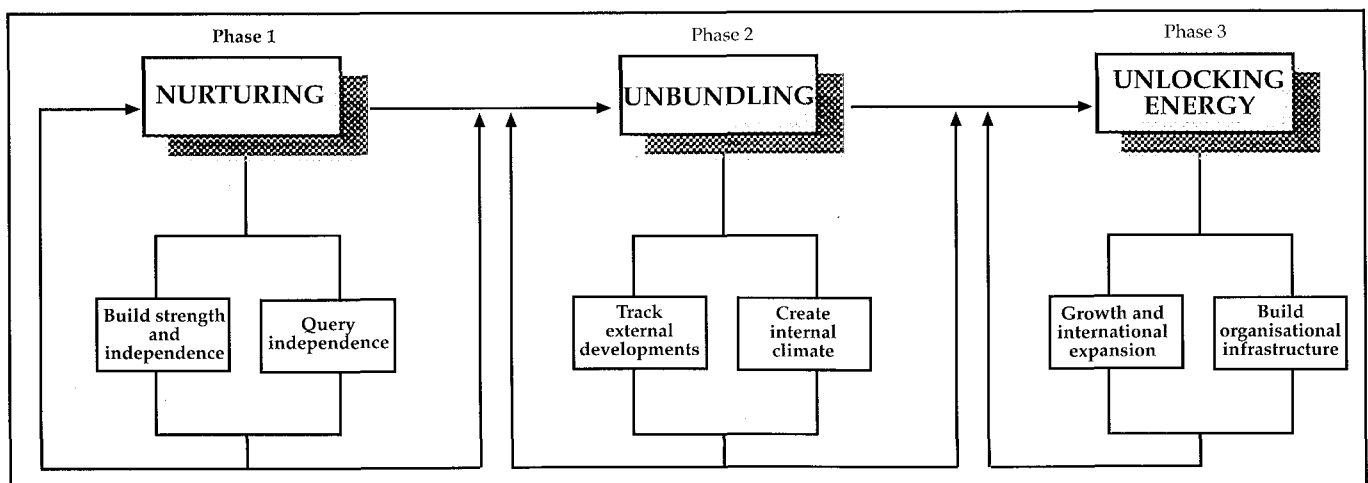 Phase 1
Phase 2
Phase 3
NURTURING
UNBUNDLING
UNLOCKING
ENERGY
Build strength
and
independence
Query
independence
Track
external
developments
Create
internal
climate
Growth and
international
expansion
Build
organisational
infrastructure